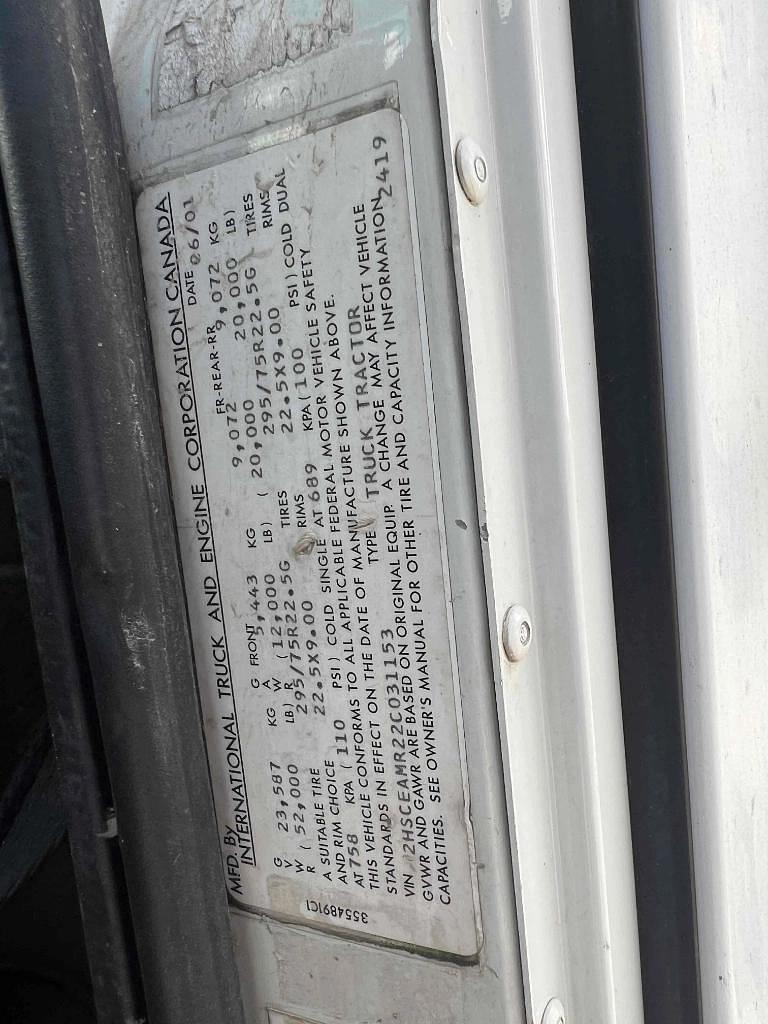 MFD. By
INTERNATIONAL TRUCK AND ENGINE CORPORATION CANADA
DATE 06/01
G 23,587 KG G FRONT 5,443 KG FR-REAR-RR 9,072 9,072 KG
V A
W ( 52,000 LB) W ( 12,000 LB) ( 20,000 20,000 LB)
R R
295/75R22.5G TIRES 295/75R22.5G TIRES
A SUITABLE TIRE 22.5X9.00 RIMS 22.5X9.00 RIMS
AND RIM CHOICE
AT 758 KPA ( 110 PSI) COLD SINGLE AT 689 KPA ( 100 PSI) COLD DUAL
THIS VEHICLE CONFORMS TO ALL APPLICABLE FEDERAL MOTOR VEHICLE SAFETY
STANDARDS IN EFFECT ON THE DATE OF MANUFACTURE SHOWN ABOVE.
VIN 2HSCEAMR22C031153 TYPE TRUCK TRACTOR
GVWR AND GAWR ARE BASED ON ORIGINAL EQUIP. A CHANGE MAY AFFECT VEHICLE
CAPACITIES. SEE OWNER'S MANUAL FOR OTHER TIRE AND CAPACITY INFORMATION
2419
3554891C1